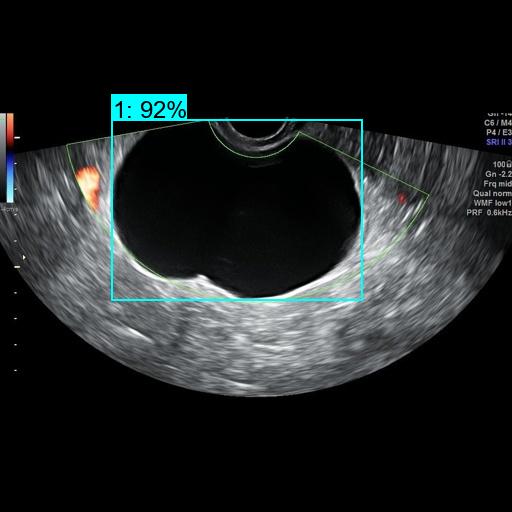 1: 92%
C6 / M4
P4 / E3
SRI II 3
Gn -2.2
Frq mid
Qual norm
WMF low1
PRF 0.6kHz